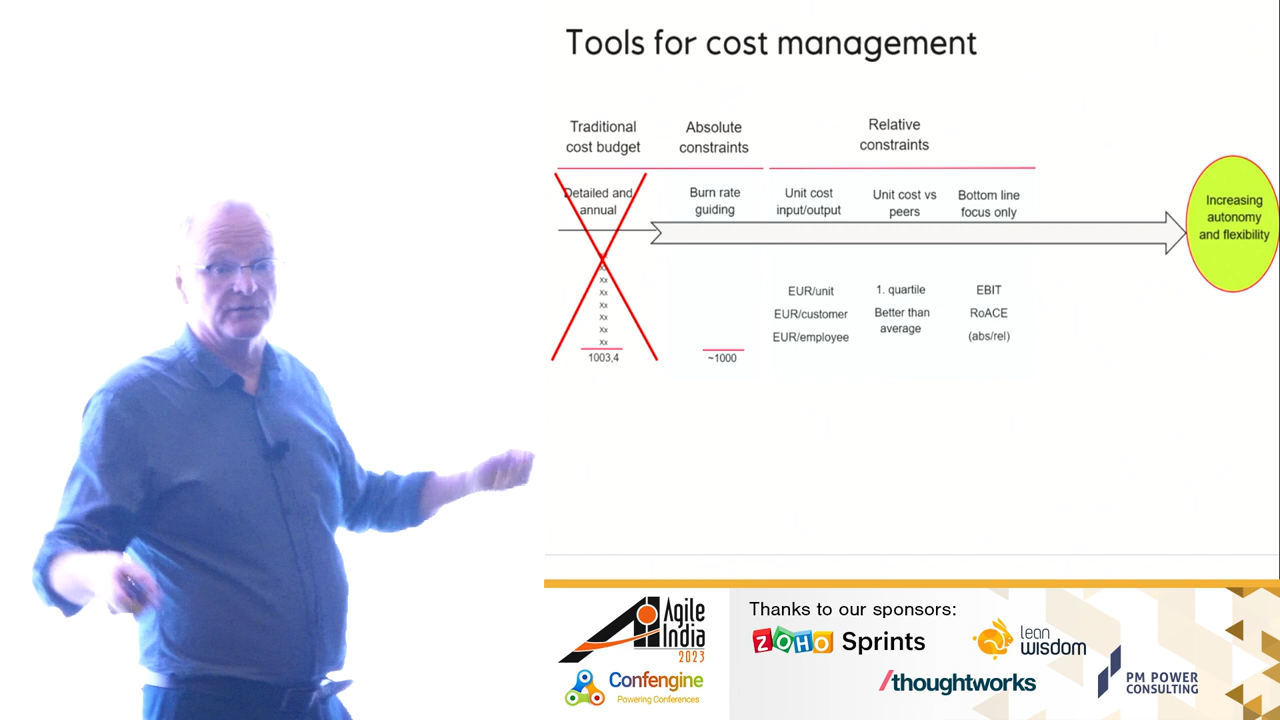 Tools for cost management
Traditional
cost budget
Absolute
constraints
Relative
constraints
Detailed and
annual
Burn rate
guiding
Unit cost
input/output
Unit cost vs
peers
Bottom line
focus only
Increasing
autonomy
and flexibility
Xx
Xx
Xx
Xx
Xx
Xx
1003,4
~1000
EUR/unit
EUR/customer
EUR/employee
1. quartile
Better than
average
EBIT
RoACE
(abs/rel)
Agile
India
2023
Confengine
Powering Conferences
Thanks to our sponsors:
ZOHO Sprints
lean
wisdom
/thoughtworks
PM POWER
CONSULTING